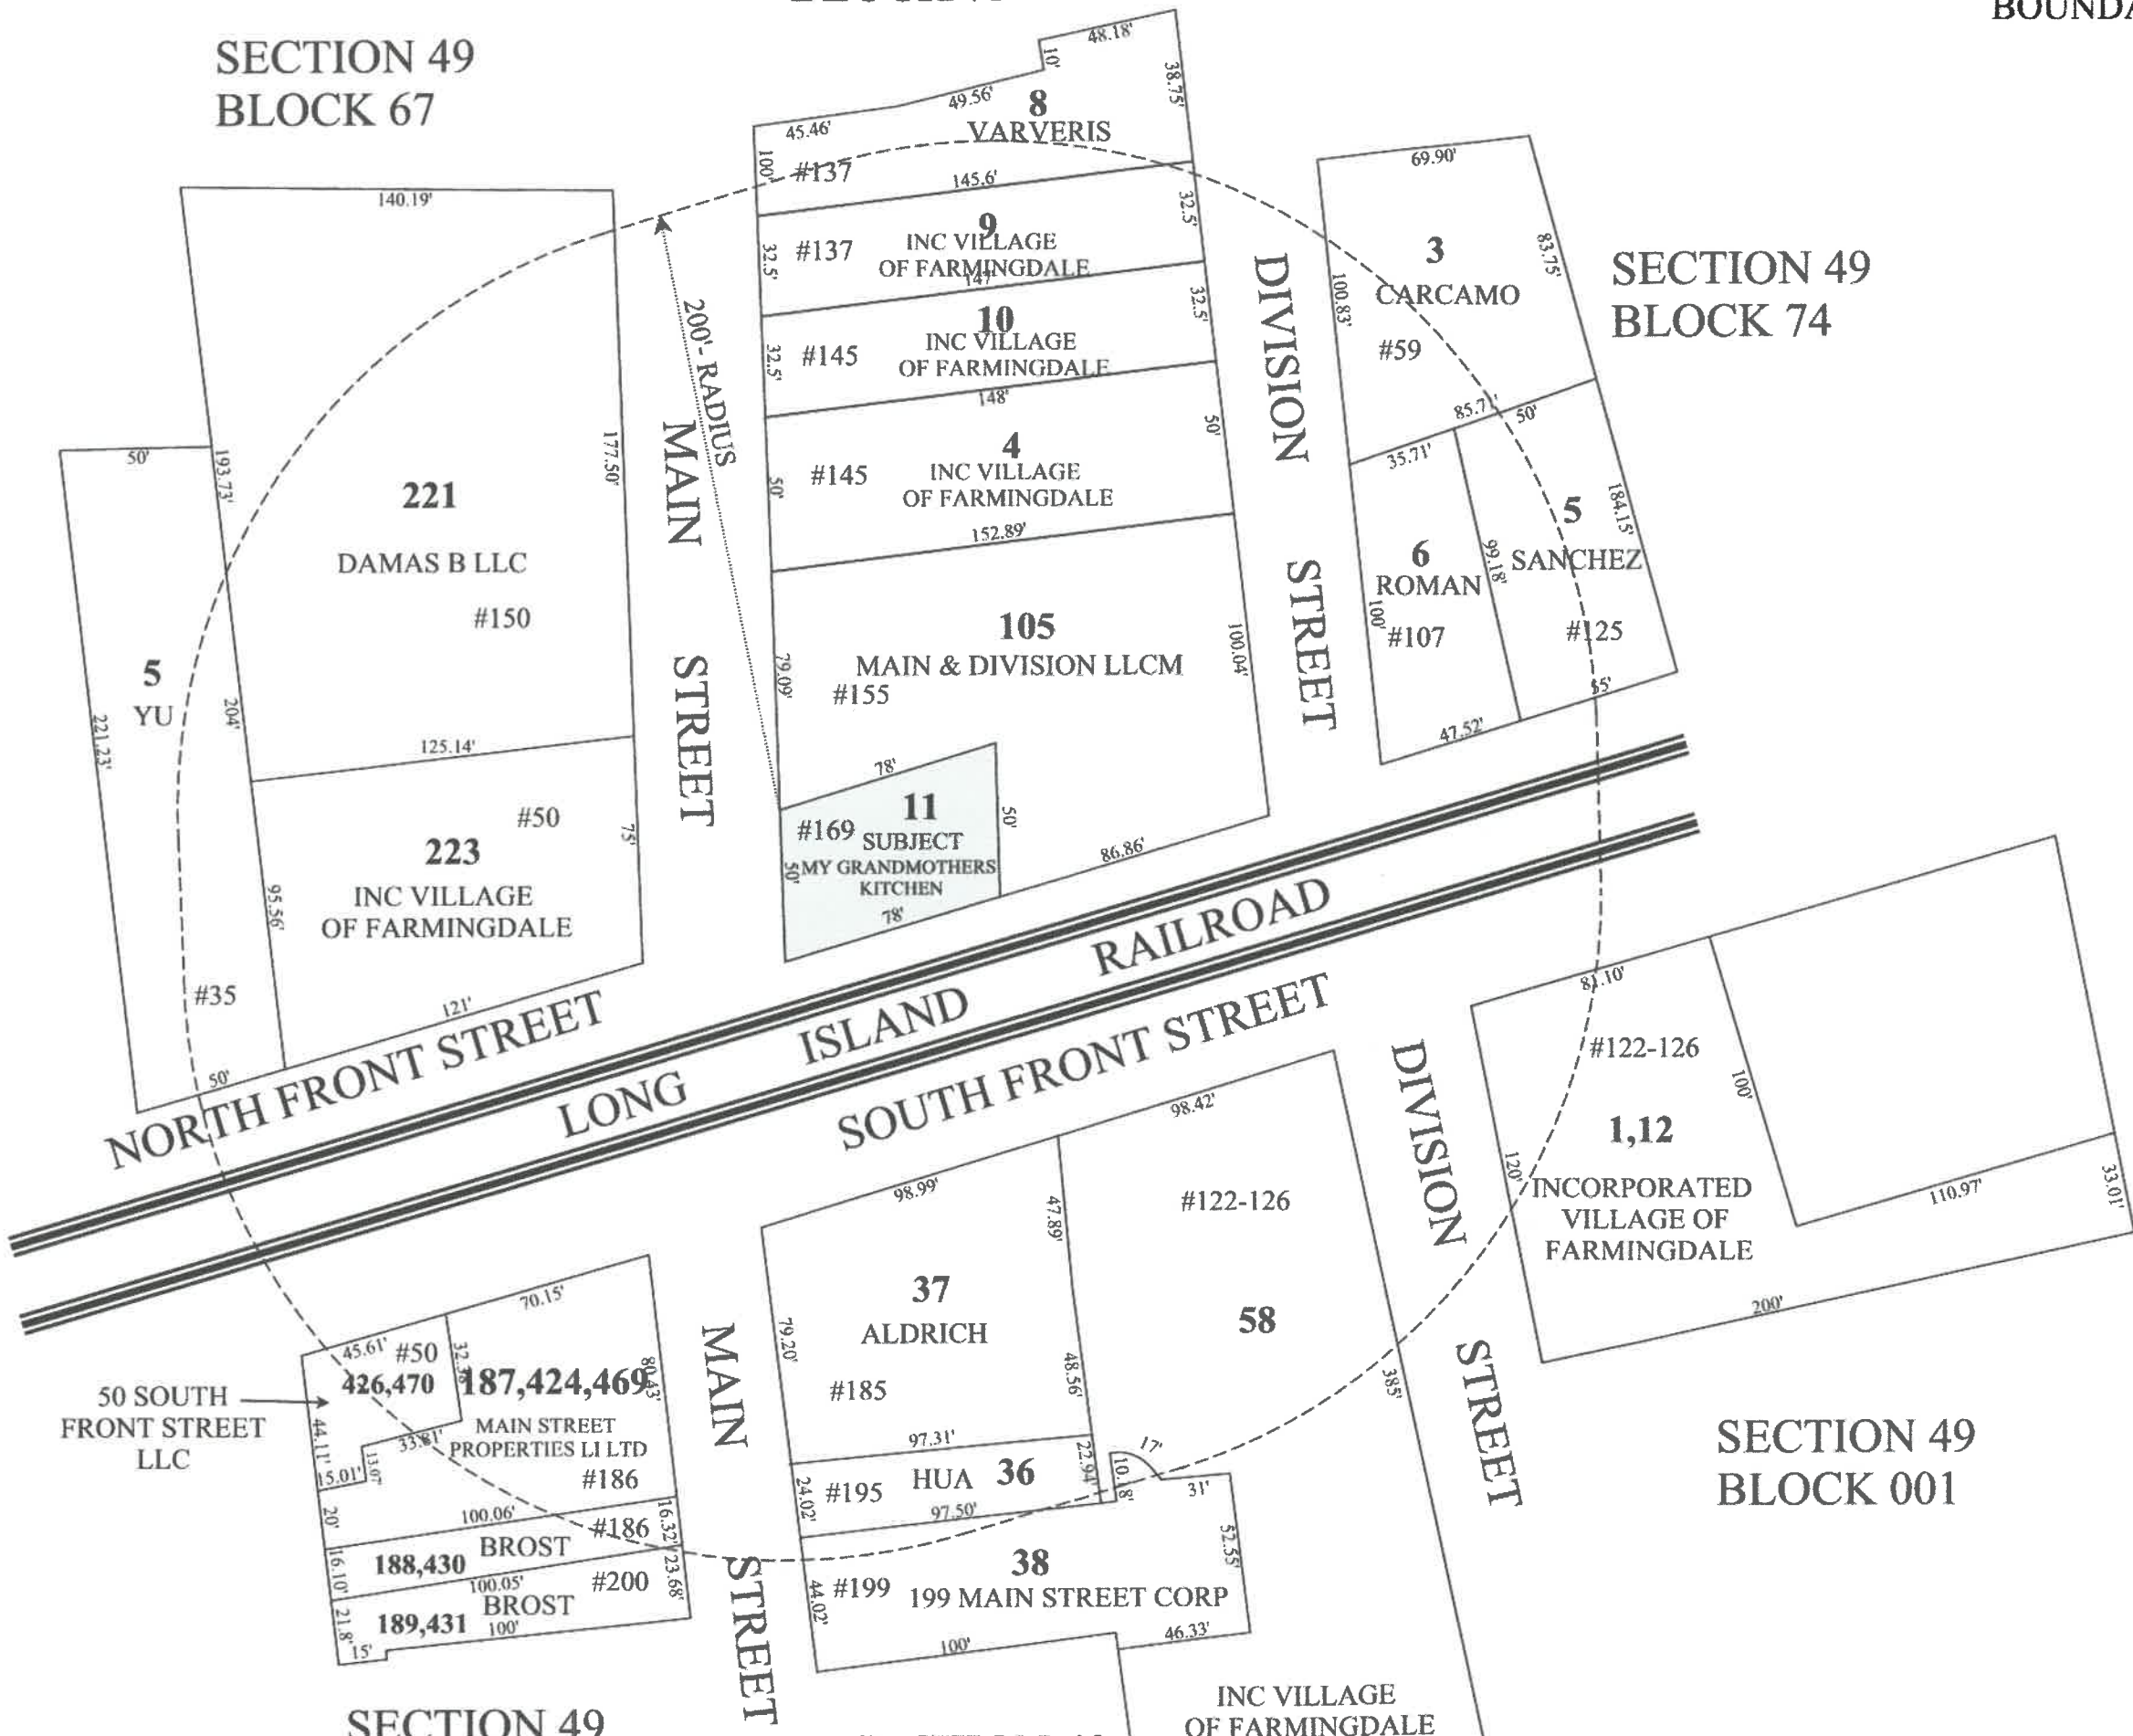 BOUNDA
SECTION 49
BLOCK 67
48.18'
10'
38.75'
49.56'
8
VARVERIS
45.46'
100'
#137
145.6'
32.5'
9
#137
INC VILLAGE
OF FARMINGDALE
32.5'
147'
10
32.5'
#145
INC VILLAGE
OF FARMINGDALE
32.5'
148'
50'
4
#145
INC VILLAGE
OF FARMINGDALE
50'
152.89'
105
MAIN & DIVISION LLCM
#155
79.09'
100.04'
78'
11
#169
SUBJECT
MY GRANDMOTHERS
KITCHEN
50'
50'
78'
86.86'
140.19'
177.50'
193.73'
221
DAMAS B LLC
#150
125.14'
50'
5
YU
221.23'
204'
#35
50'
#50
223
INC VILLAGE
OF FARMINGDALE
75'
95.56'
121'
200'- RADIUS
MAIN STREET
DIVISION STREET
69.90'
83.75'
3
CARCAMO
100.83'
#59
85.71'
50'
35.71'
SECTION 49
BLOCK 74
184.15'
5
SANCHEZ
#125
99.18'
6
ROMAN
#107
100'
55'
47.52'
NORTH FRONT STREET
LONG ISLAND RAILROAD
SOUTH FRONT STREET
81.10'
#122-126
100'
1,12
120'
INCORPORATED
VILLAGE OF
FARMINGDALE
110.97'
33.01'
200'
DIVISION STREET
SECTION 49
BLOCK 001
98.42'
#122-126
58
385'
98.99'
47.89'
37
ALDRICH
79.20'
#185
48.56'
97.31'
HUA 36
#195
22.94'
24.02'
97.50'
17'
10.18'
31'
52.55'
38
#199
199 MAIN STREET CORP
44.02'
100'
46.33'
INC VILLAGE
OF FARMINGDALE
MAIN STREET
70.15'
45.61'
#50
426,470
50 SOUTH
FRONT STREET
LLC
44.11'
15.01'
13.07'
33.81'
187,424,469
80.43'
MAIN STREET
PROPERTIES LI LTD
#186
20'
100.06'
#186
16.32'
BROST
188,430
16.10'
100.05'
#200
23.68'
BROST
189,431
100'
21.8'
15'
SECTION 49